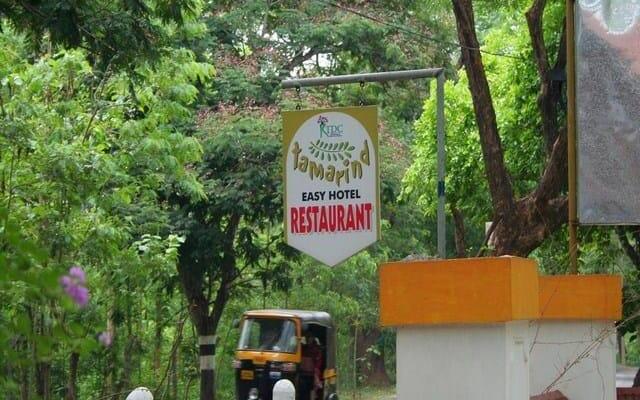 KTDC
tamarind
EASY HOTEL
RESTAURANT